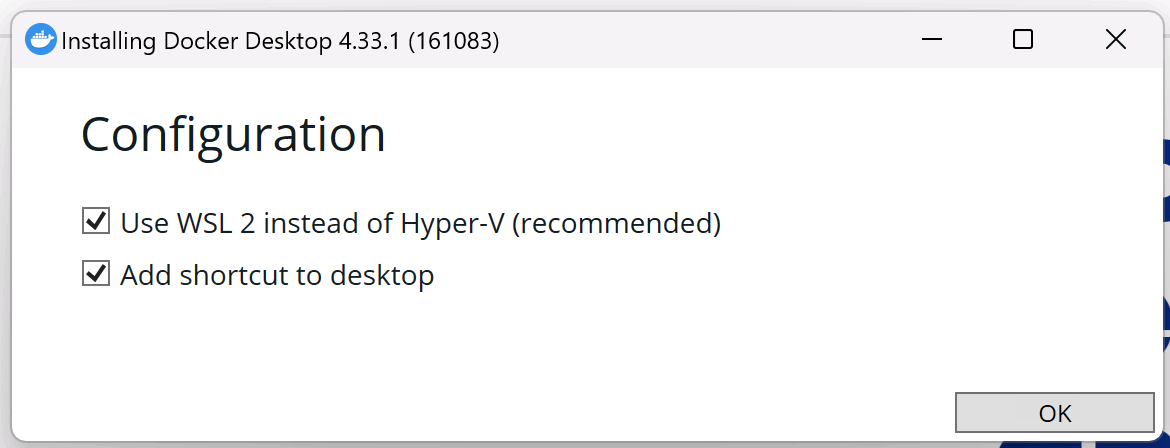 Installing Docker Desktop 4.33.1 (161083)
Configuration
Use WSL 2 instead of Hyper-V (recommended)
Add shortcut to desktop
OK